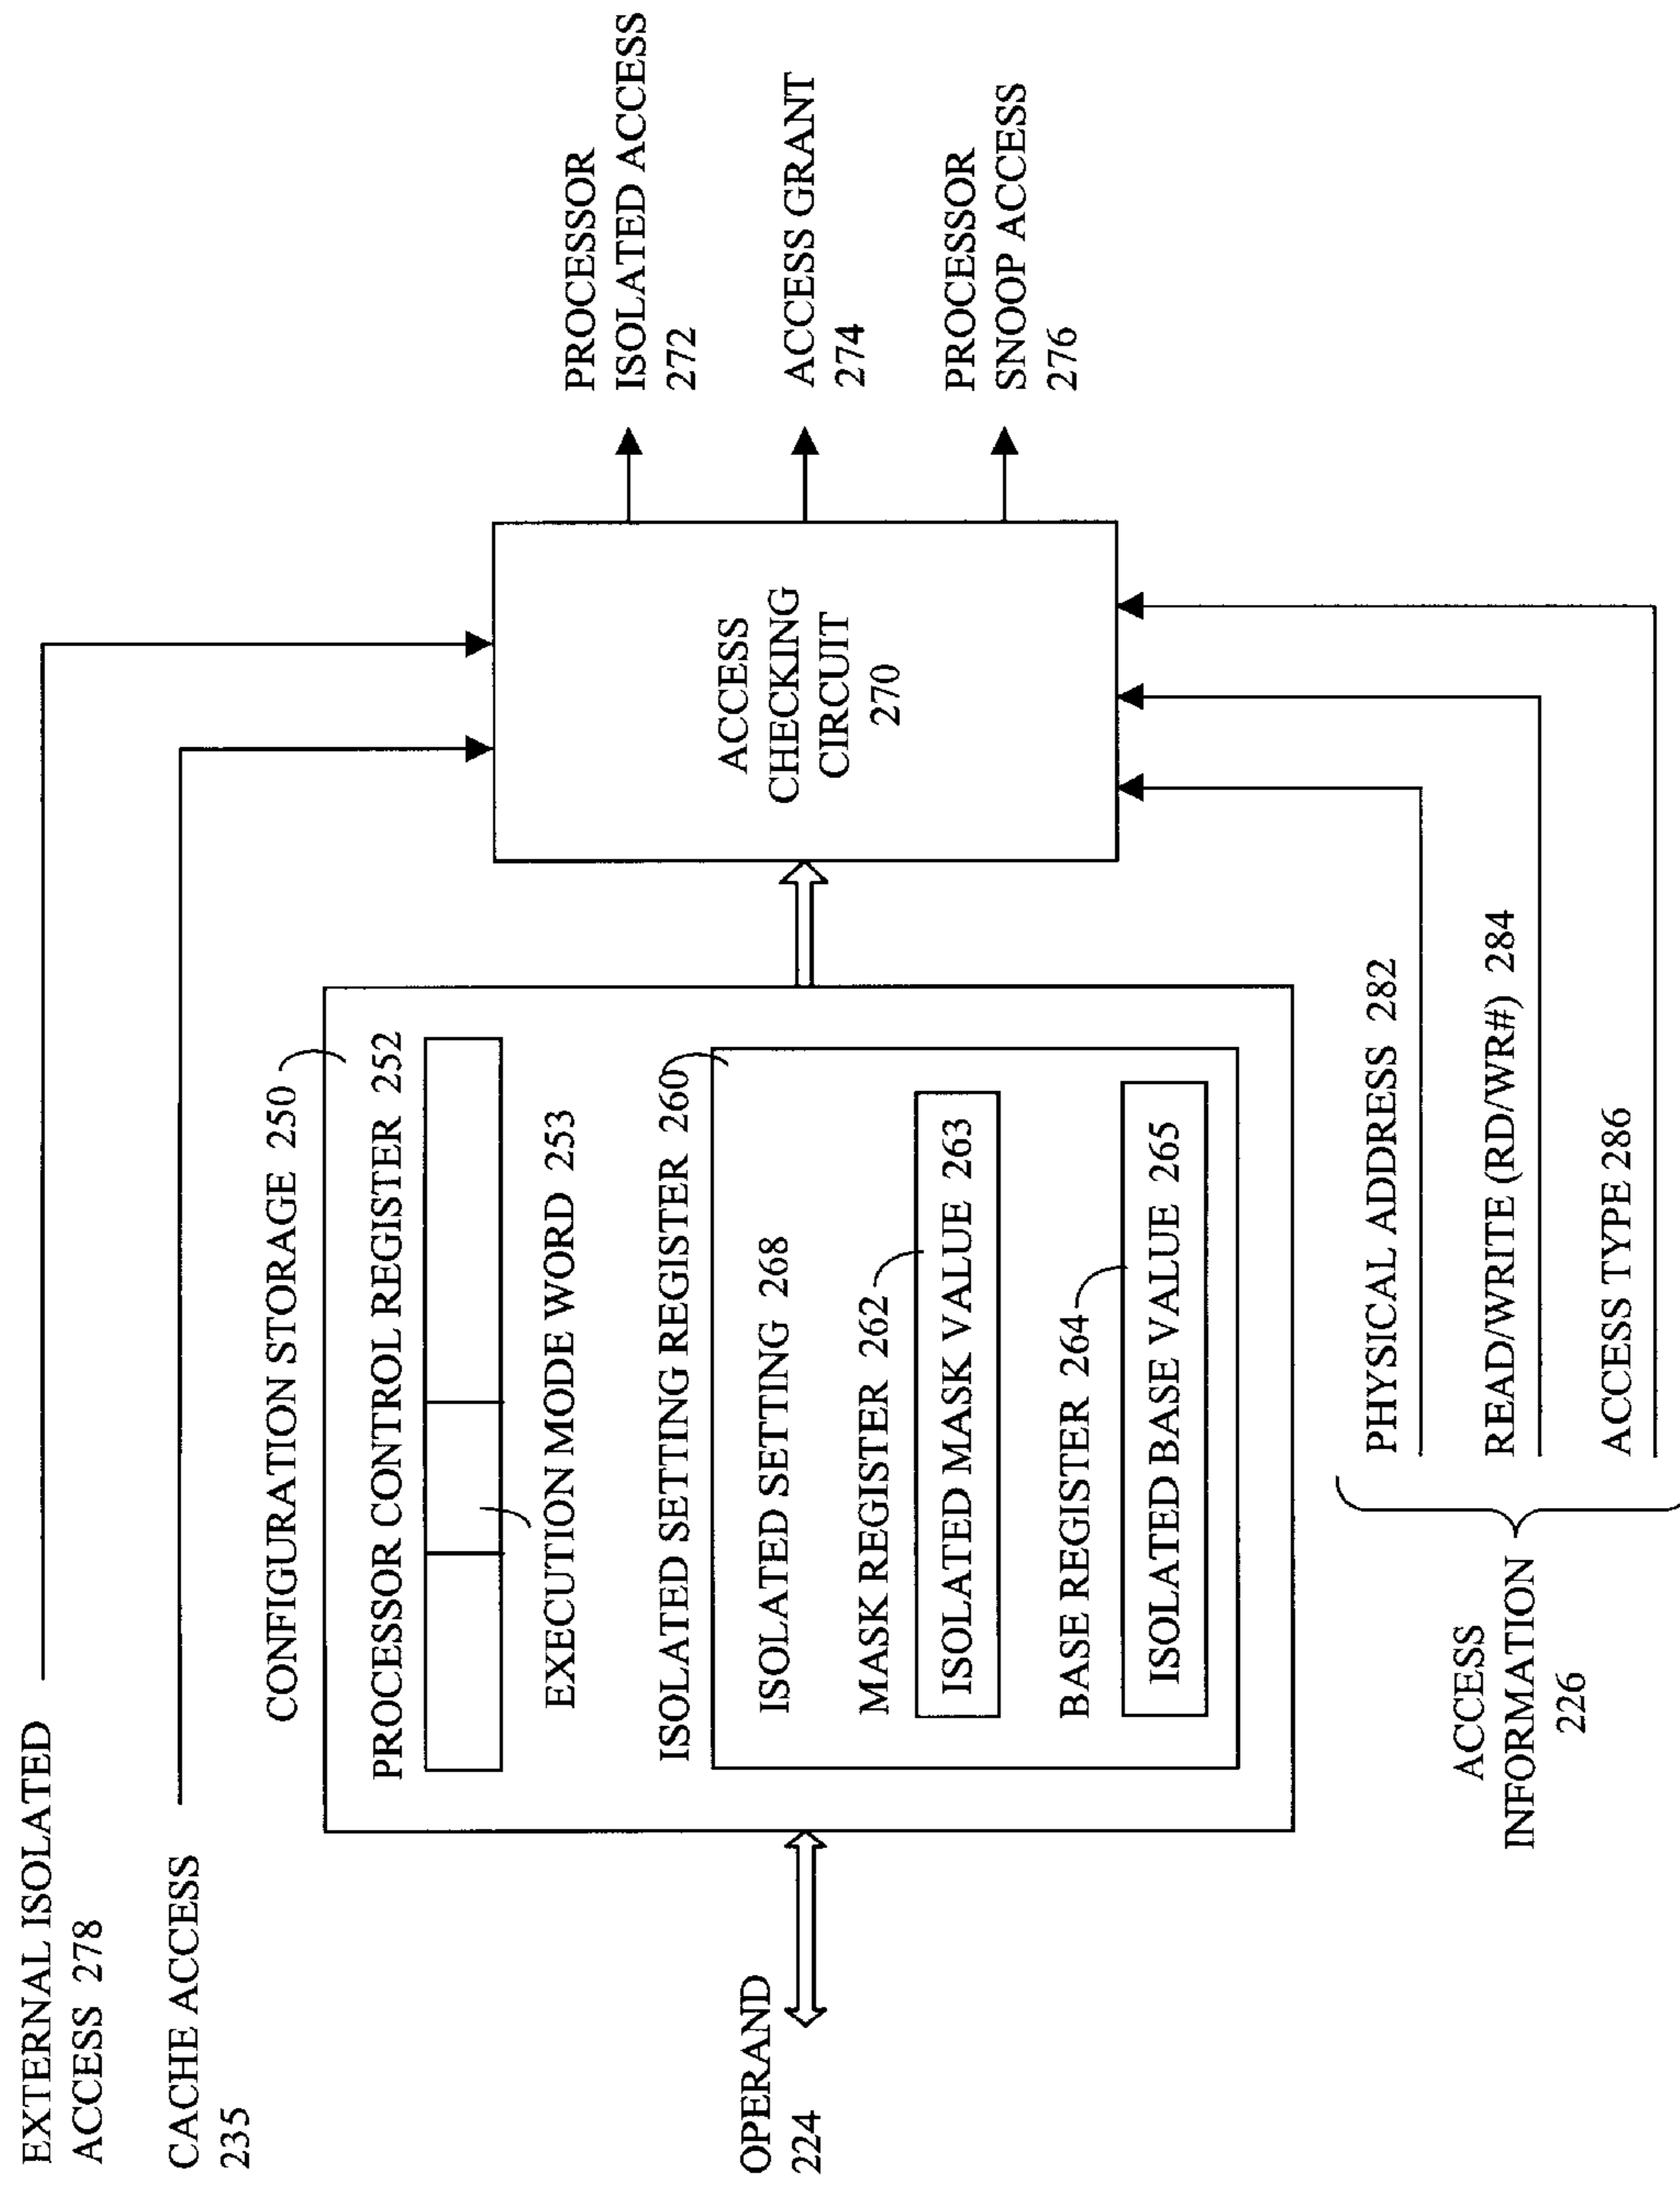 EXTERNAL ISOLATED
ACCESS 278
CACHE ACCESS
235
CONFIGURATION STORAGE 250
PROCESSOR CONTROL REGISTER 252
EXECUTION MODE WORD 253
ISOLATED SETTING REGISTER 260
ISOLATED SETTING 268
MASK REGISTER 262
ISOLATED MASK VALUE 263
BASE REGISTER 264
ISOLATED BASE VALUE 265
OPERAND
224
ACCESS
CHECKING
CIRCUIT
270
PROCESSOR
ISOLATED ACCESS
272
ACCESS GRANT
274
PROCESSOR
SNOOP ACCESS
276
PHYSICAL ADDRESS 282
READ/WRITE (RD/WR#) 284
ACCESS TYPE 286
ACCESS
INFORMATION
226